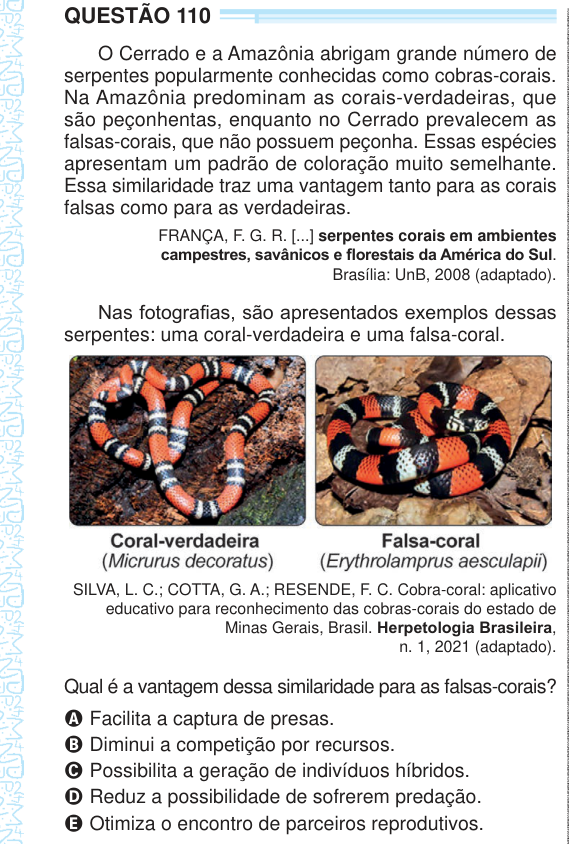 QUESTÃO 110
O Cerrado e a Amazônia abrigam grande número de
serpentes popularmente conhecidas como cobras-corais.
Na Amazônia predominam as corais-verdadeiras, que
são peçonhentas, enquanto no Cerrado prevalecem as
falsas-corais, que não possuem peçonha. Essas espécies
apresentam um padrão de coloração muito semelhante.
Essa similaridade traz uma vantagem tanto para as corais
falsas como para as verdadeiras.
FRANÇA, F. G. R. [...] serpentes corais em ambientes
campestres, savânicos e florestais da América do Sul.
Brasília: UnB, 2008 (adaptado).
Nas fotografias, são apresentados exemplos dessas
serpentes: uma coral-verdadeira e uma falsa-coral.
Coral-verdadeira
(Micrurus decoratus)
Falsa-coral
(Erythrolamprus aesculapii)
SILVA, L. C.; COTTA, G. A.; RESENDE, F. C. Cobra-coral: aplicativo
educativo para reconhecimento das cobras-corais do estado de
Minas Gerais, Brasil. Herpetologia Brasileira,
n. 1, 2021 (adaptado).
Qual é a vantagem dessa similaridade para as falsas-corais?
A Facilita a captura de presas.
B Diminui a competição por recursos.
C Possibilita a geração de indivíduos híbridos.
D Reduz a possibilidade de sofrerem predação.
E Otimiza o encontro de parceiros reprodutivos.